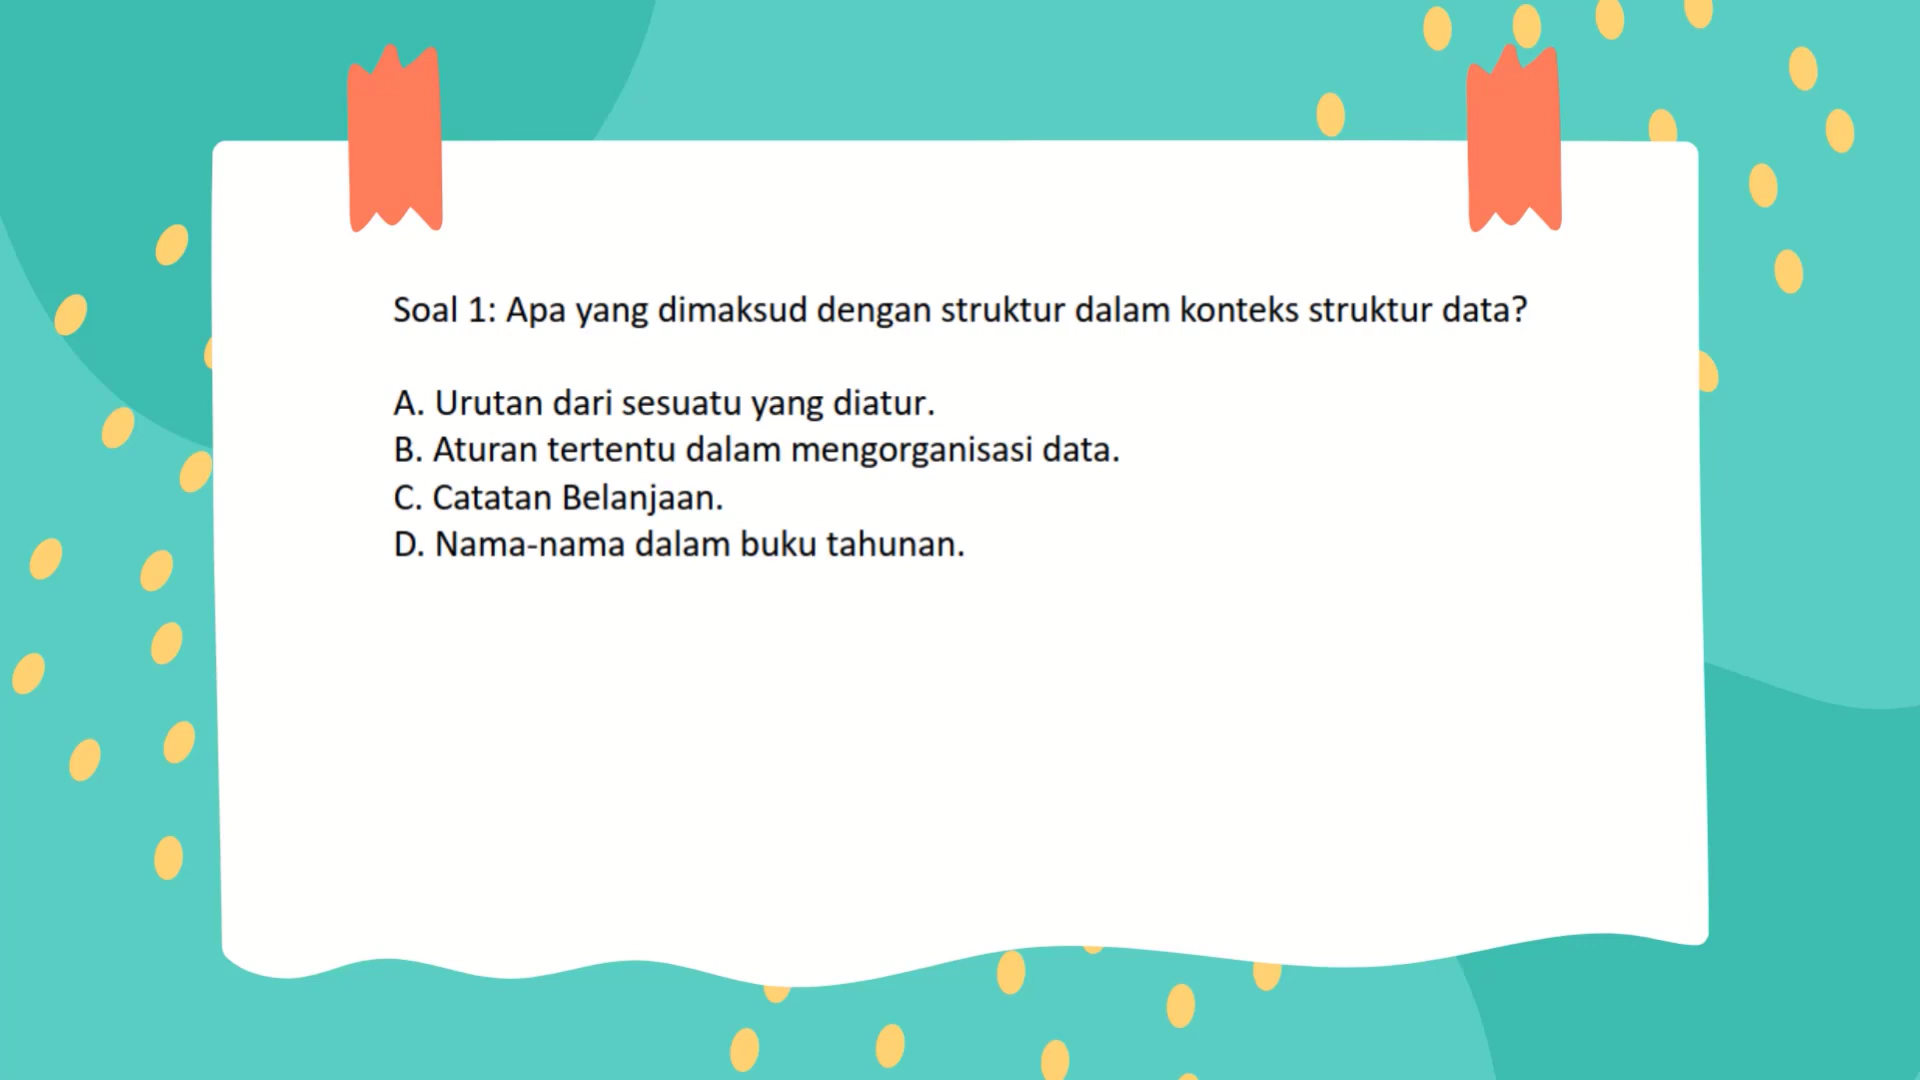 Soal 1: Apa yang dimaksud dengan struktur dalam konteks struktur data?
A. Urutan dari sesuatu yang diatur.
B. Aturan tertentu dalam mengorganisasi data.
C. Catatan Belanjaan.
D. Nama-nama dalam buku tahunan.